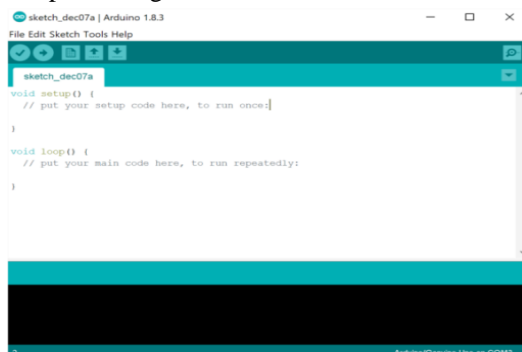 sketch_dec07a | Arduino 1.8.3
File Edit Sketch Tools Help
sketch_dec07a
void setup() {
// put your setup code here, to run once:
}
void loop() {
// put your main code here, to run repeatedly:
}